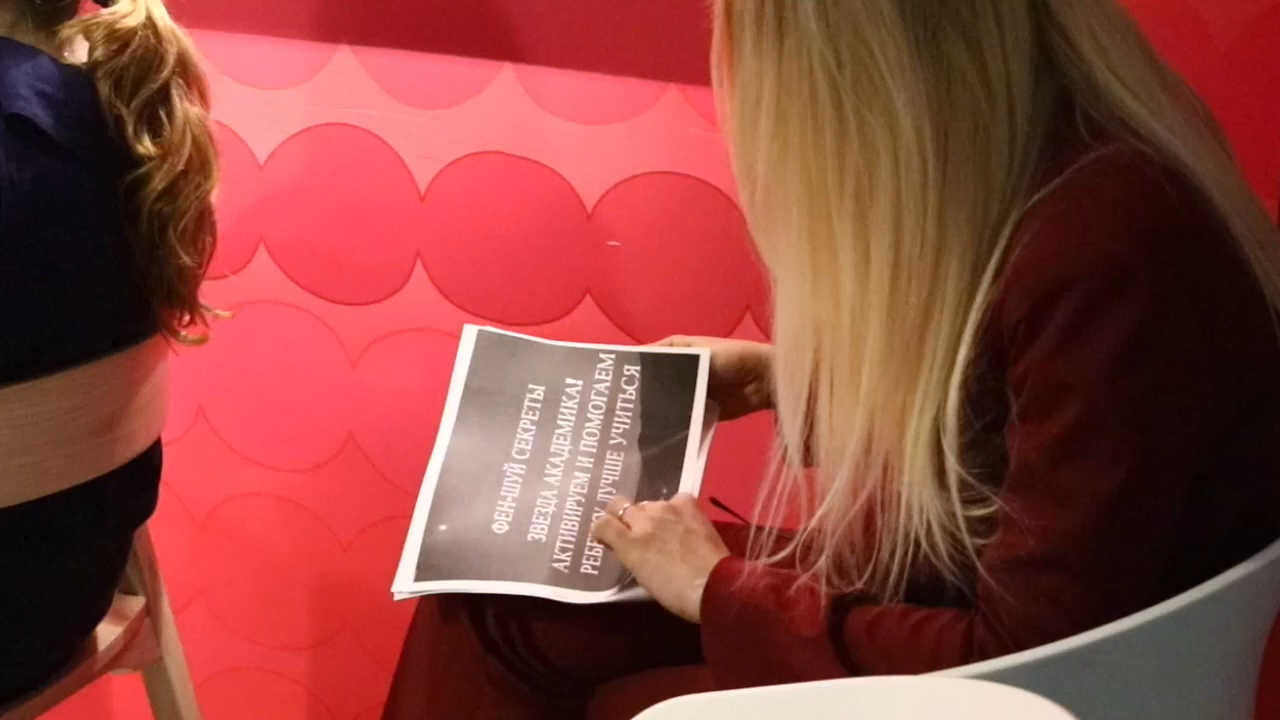 ФЕН-ШУЙ СЕКРЕТЫ
ЗВЕЗДА АКАДЕМИКА!
АКТИВИРУЕМ И ПОМОГАЕМ
ЛУЧШЕ УЧИТЬСЯ